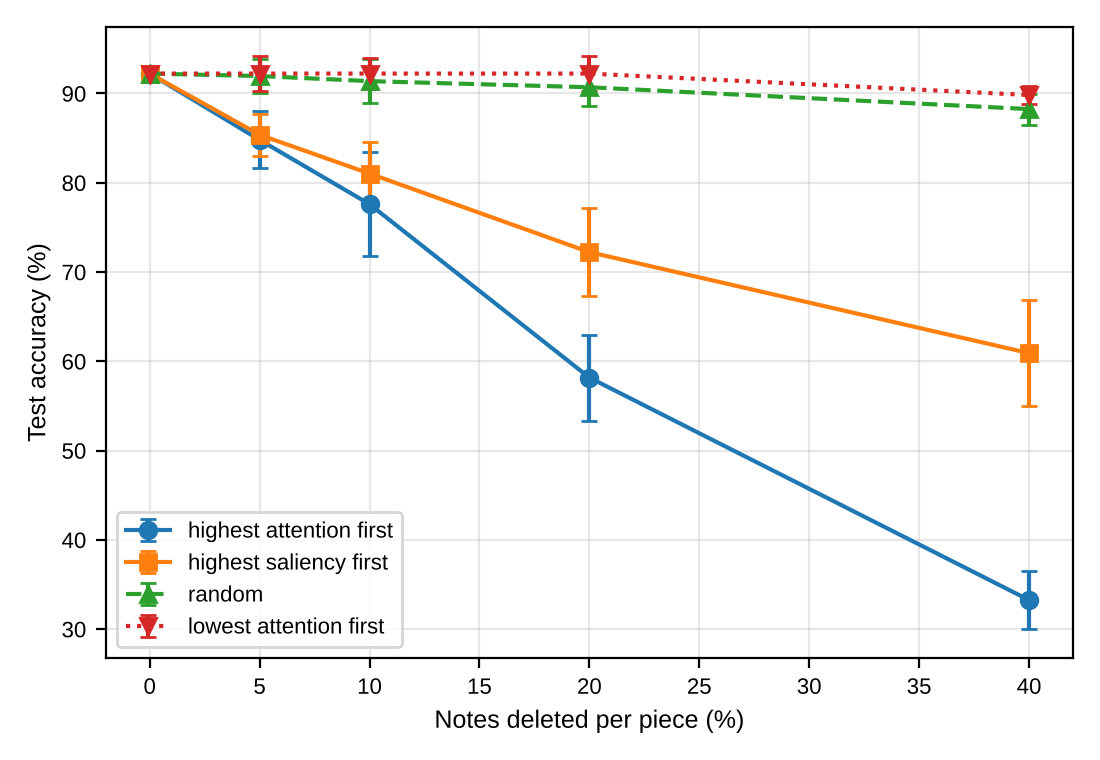 90
80
70
60
50
40
30
Test accuracy (%)
highest attention first
highest saliency first
random
lowest attention first
0 5 10 15 20 25 30 35 40
Notes deleted per piece (%)